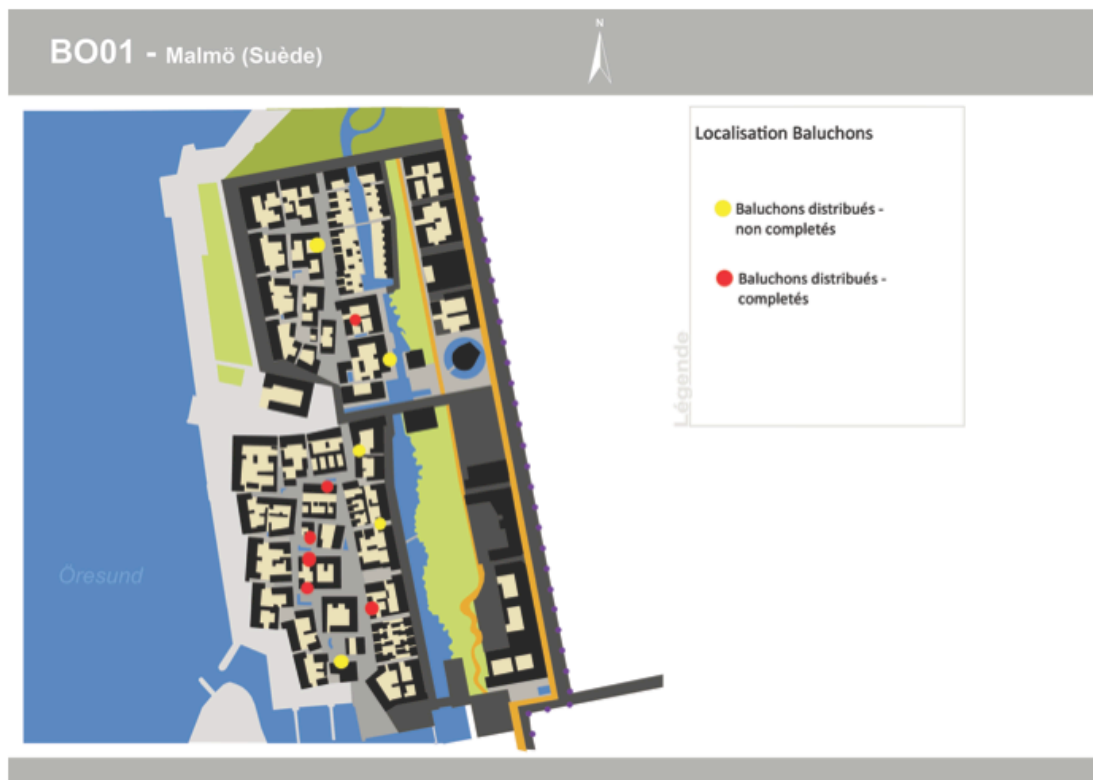 BO01 - Malmö (Suède)
N
Localisation Baluchons
Baluchons distribués -
non completés
Baluchons distribués -
completés
Légende
Öresund